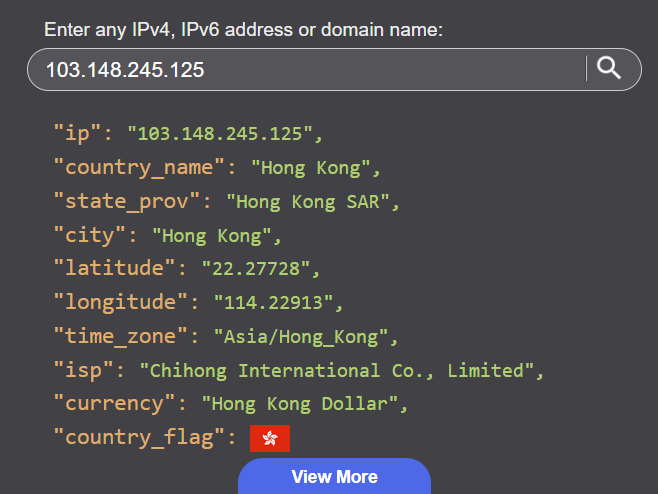 Enter any IPv4, IPv6 address or domain name:
103.148.245.125
"ip": "103.148.245.125",
"country_name": "Hong Kong",
"state_prov": "Hong Kong SAR",
"city": "Hong Kong",
"latitude": "22.27728",
"longitude": "114.22913",
"time_zone": "Asia/Hong_Kong",
"isp": "Chihong International Co., Limited",
"currency": "Hong Kong Dollar",
"country_flag":
View More